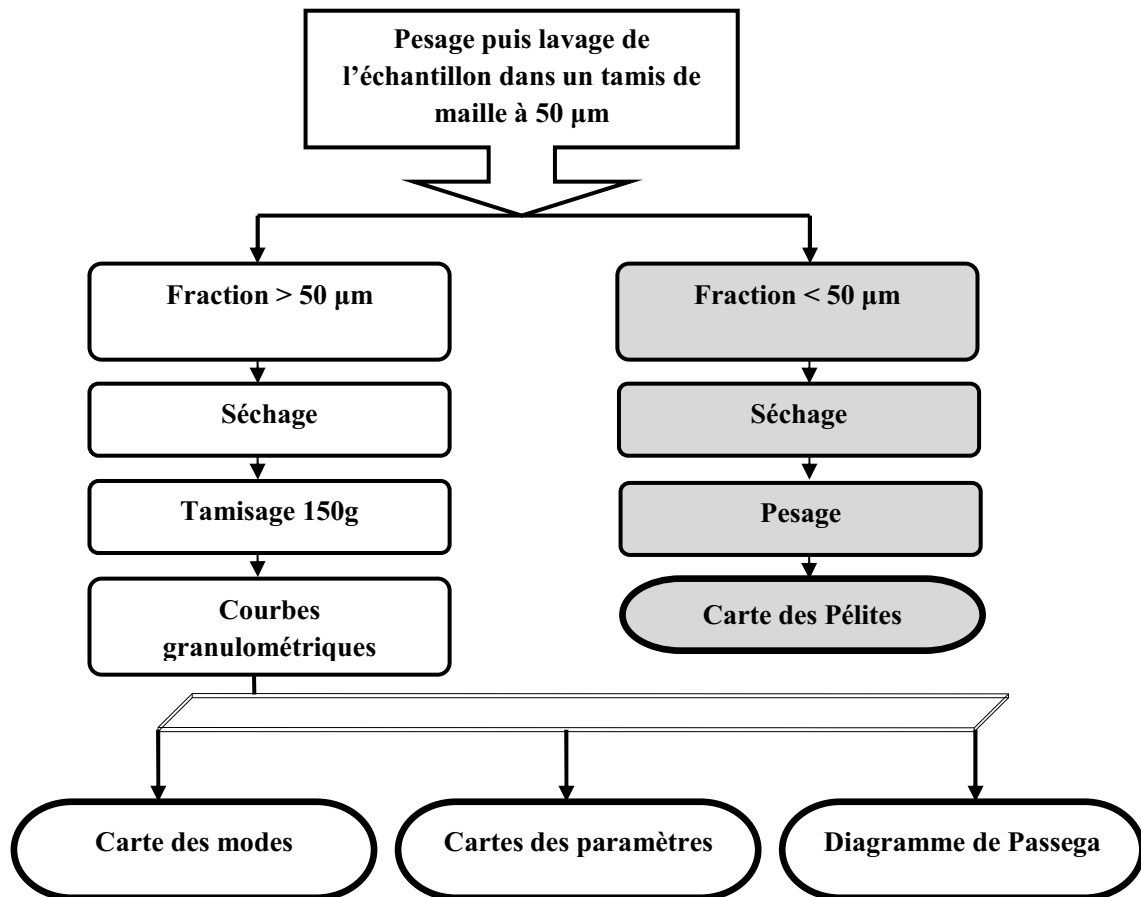 Pesage puis lavage de
l’échantillon dans un tamis de
maille à 50 µm
Fraction > 50 µm
Fraction < 50 µm
Séchage
Séchage
Tamisage 150g
Pesage
Courbes
granulométriques
Carte des Pélites
Carte des modes
Cartes des paramètres
Diagramme de Passega